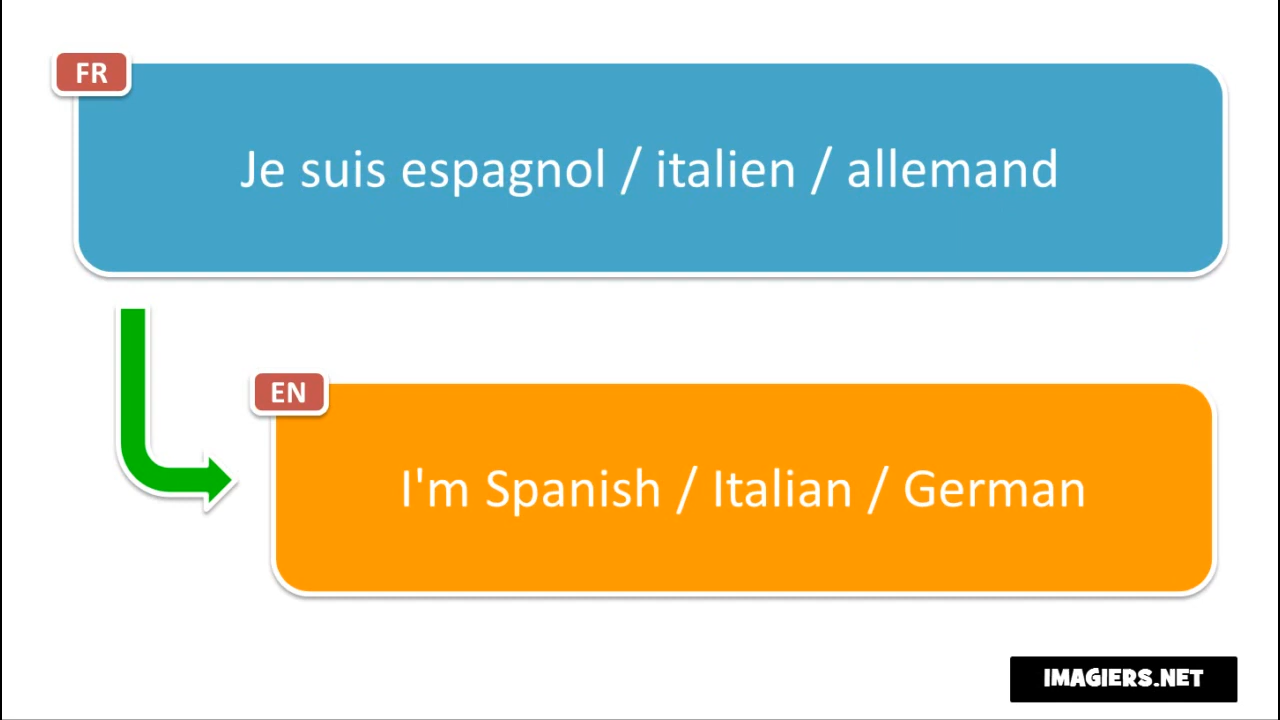 FR
Je suis espagnol / italien / allemand
EN
I'm Spanish / Italian / German
IMAGIERS.NET